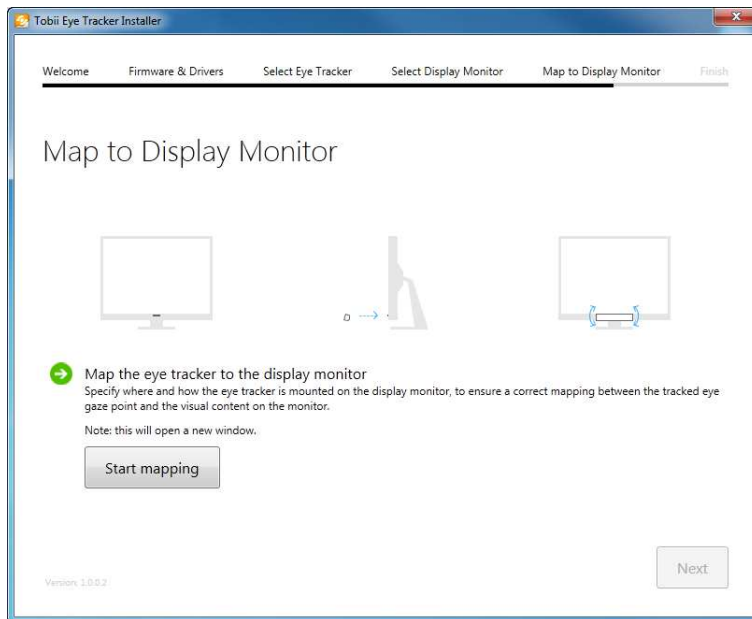 Tobii Eye Tracker Installer
Welcome Firmware & Drivers Select Eye Tracker Select Display Monitor Map to Display Monitor Finish
Map to Display Monitor
Map the eye tracker to the display monitor
Specify where and how the eye tracker is mounted on the display monitor, to ensure a correct mapping between the tracked eye
gaze point and the visual content on the monitor.
Note: this will open a new window.
Start mapping
Next
Version: 1.0.0.2